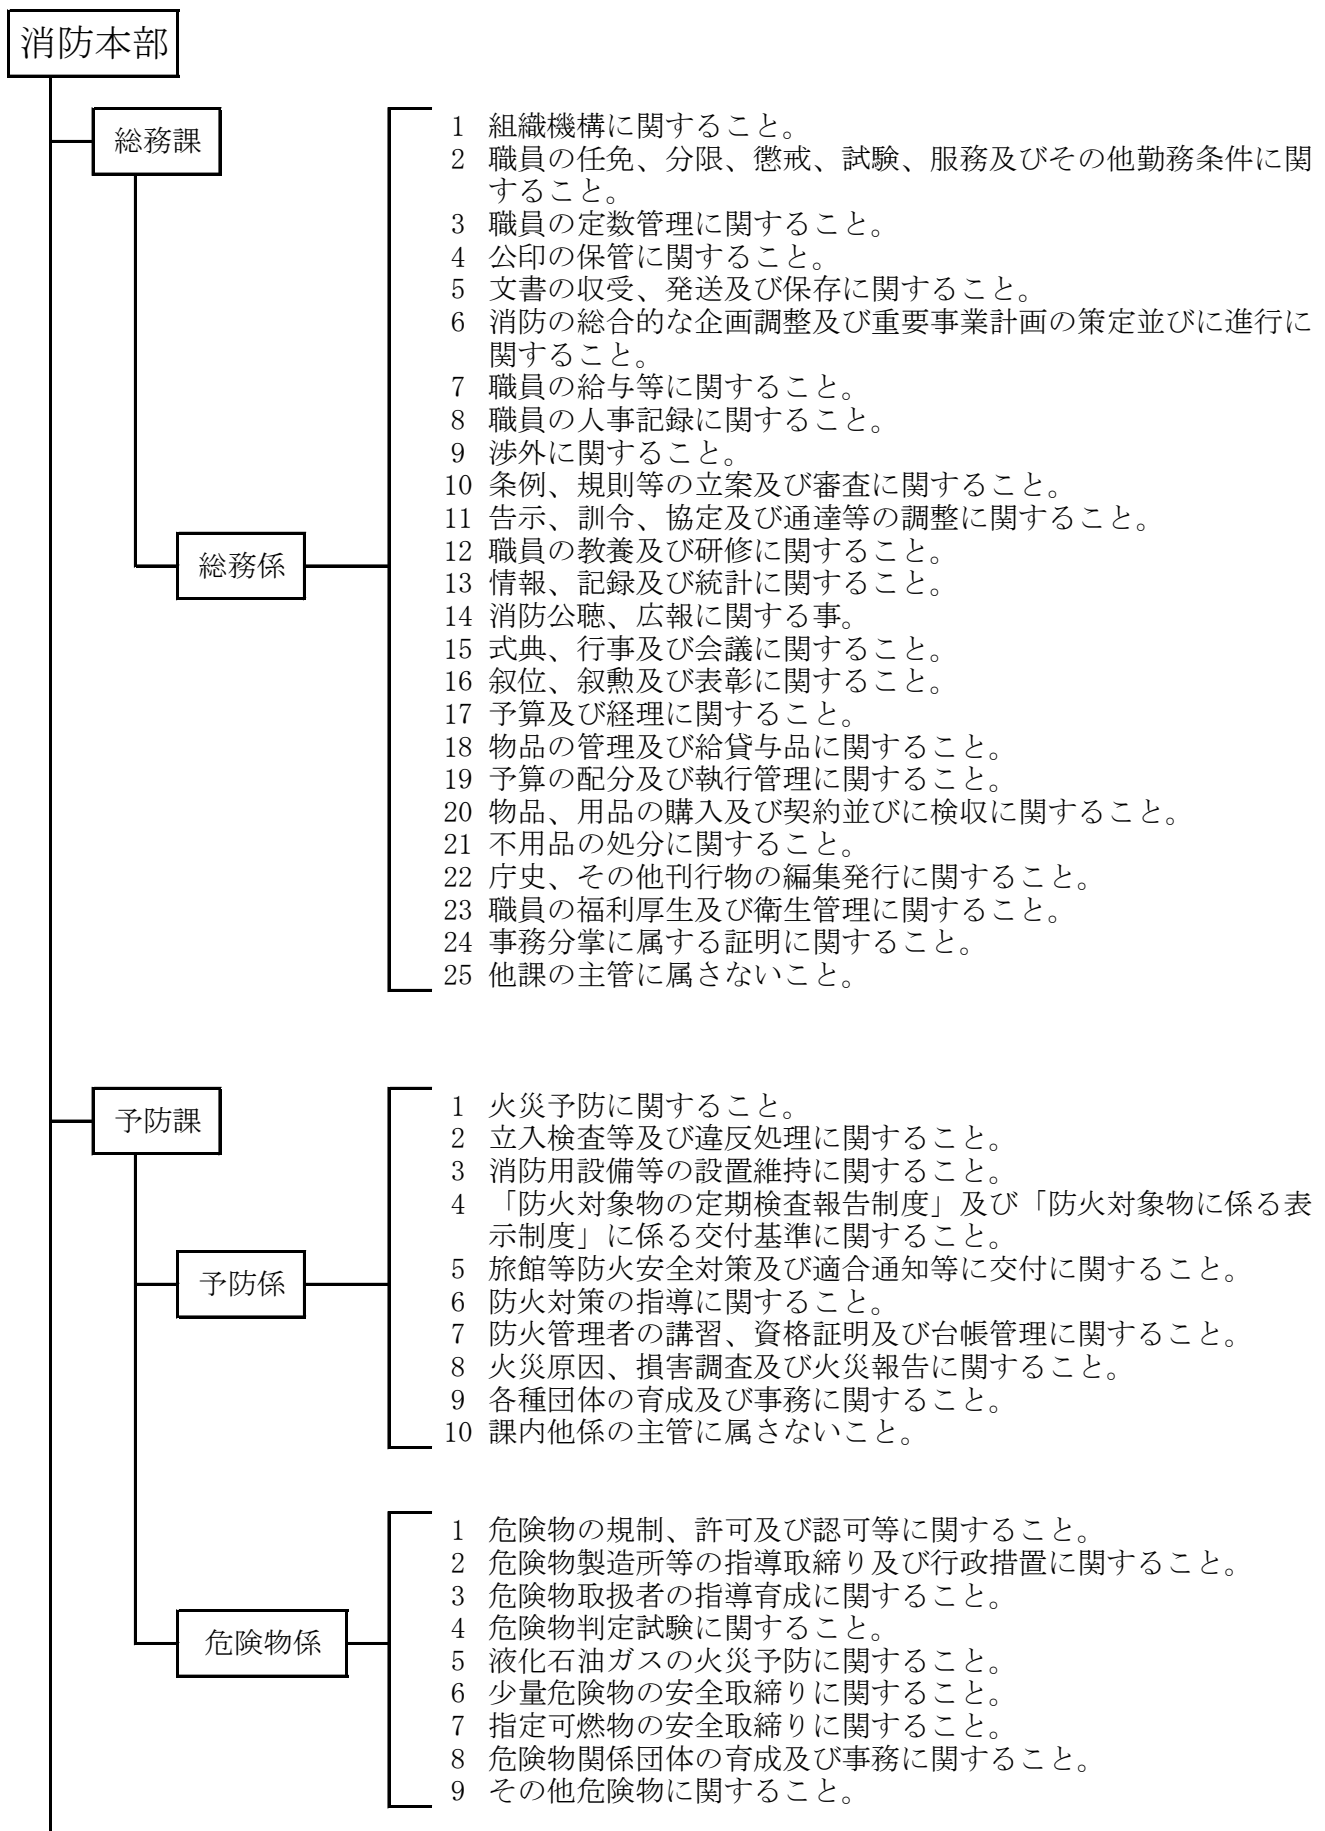 消防本部
総務課
総務係
1 組織機構に関すること。
2 職員の任免、分限、懲戒、試験、服務及びその他勤務条件に関
すること。
3 職員の定数管理に関すること。
4 公印の保管に関すること。
5 文書の収受、発送及び保存に関すること。
6 消防の総合的な企画調整及び重要事業計画の策定並びに進行に
関すること。
7 職員の給与等に関すること。
8 職員の人事記録に関すること。
9 渉外に関すること。
10 条例、規則等の立案及び審査に関すること。
11 告示、訓令、協定及び通達等の調整に関すること。
12 職員の教養及び研修に関すること。
13 情報、記録及び統計に関すること。
14 消防公聴、広報に関する事。
15 式典、行事及び会議に関すること。
16 叙位、叙勲及び表彰に関すること。
17 予算及び経理に関すること。
18 物品の管理及び給貸与品に関すること。
19 予算の配分及び執行管理に関すること。
20 物品、用品の購入及び契約並びに検収に関すること。
21 不用品の処分に関すること。
22 庁史、その他刊行物の編集発行に関すること。
23 職員の福利厚生及び衛生管理に関すること。
24 事務分掌に属する証明に関すること。
25 他課の主管に属さないこと。
予防課
予防係
1 火災予防に関すること。
2 立入検査等及び違反処理に関すること。
3 消防用設備等の設置維持に関すること。
4 「防火対象物の定期検査報告制度」及び「防火対象物に係る表
示制度」に係る交付基準に関すること。
5 旅館等防火安全対策及び適合通知等に交付に関すること。
6 防火対策の指導に関すること。
7 防火管理者の講習、資格証明及び台帳管理に関すること。
8 火災原因、損害調査及び火災報告に関すること。
9 各種団体の育成及び事務に関すること。
10 課内他係の主管に属さないこと。
危険物係
1 危険物の規制、許可及び認可等に関すること。
2 危険物製造所等の指導取締り及び行政措置に関すること。
3 危険物取扱者の指導育成に関すること。
4 危険物判定試験に関すること。
5 液化石油ガスの火災予防に関すること。
6 少量危険物の安全取締りに関すること。
7 指定可燃物の安全取締りに関すること。
8 危険物関係団体の育成及び事務に関すること。
9 その他危険物に関すること。